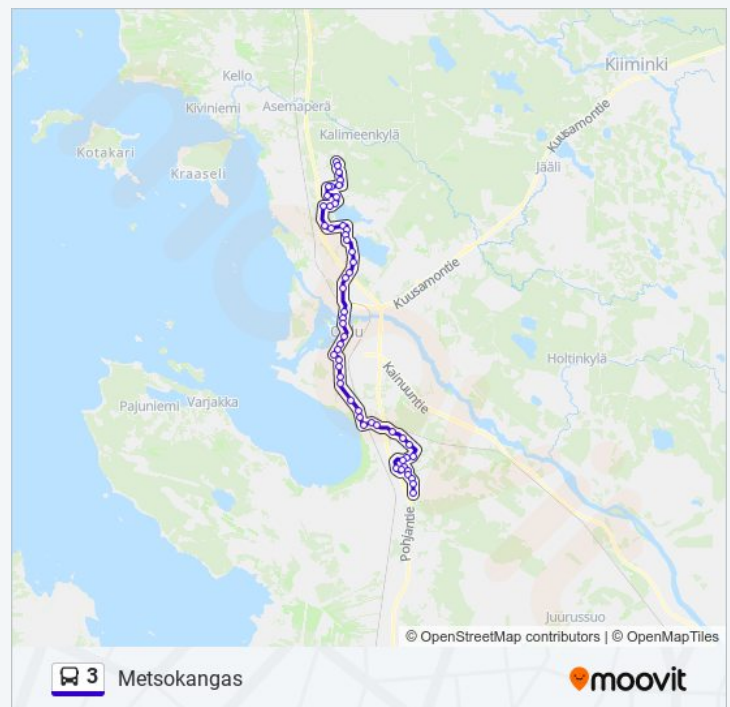 Kello
Kiiminki
Kiviniemi
Asemaperä
Kuusamontie
Kalimeenkylä
Kotakari
Kraaseli
Jääli
Kuusamontie
Oulu
Holtinkylä
Kainuuntie
Pajuniemi
Varjakka
Pohjantie
Juurussuo
© OpenStreetMap contributors | © OpenMapTiles
3 Metsokangas
moovit